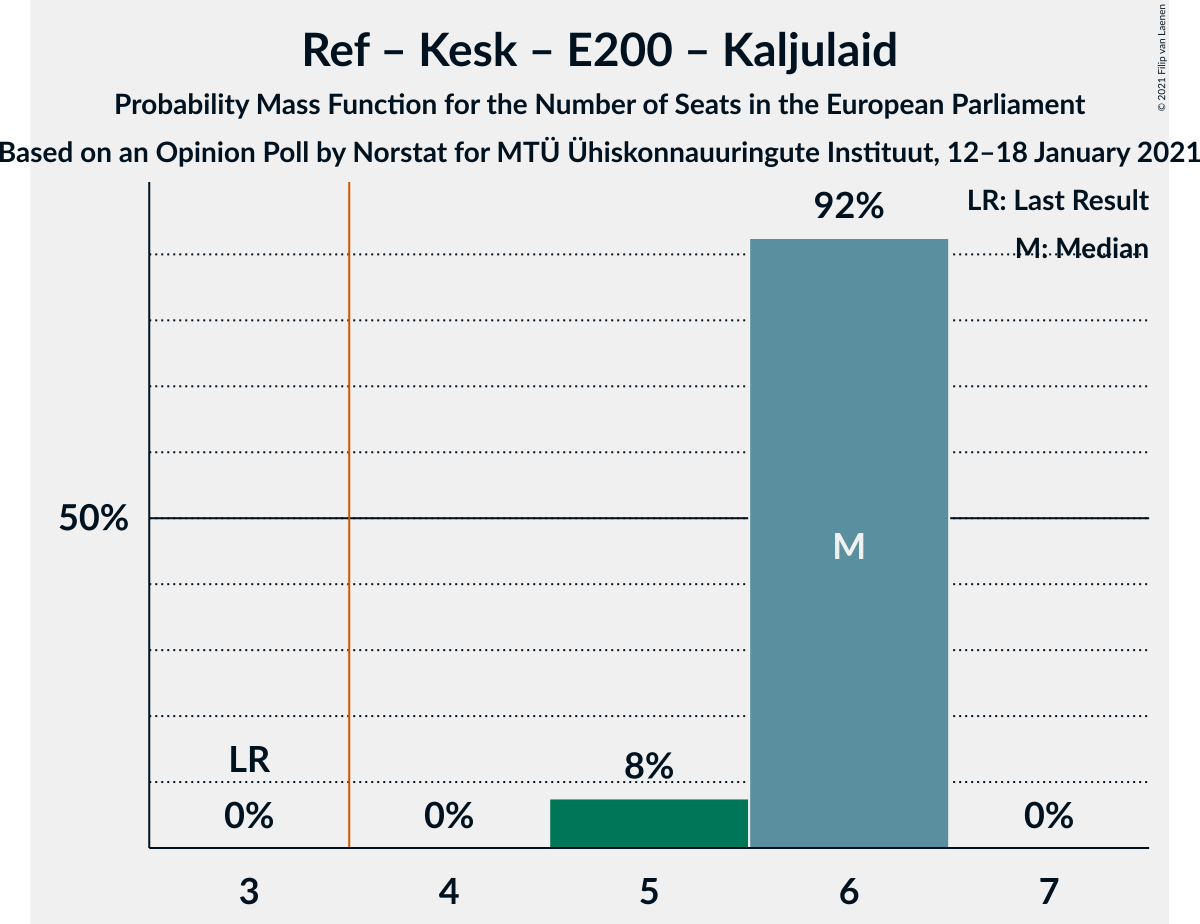 Ref – Kesk – E200 – Kaljulaid
Probability Mass Function for the Number of Seats in the European Parliament
Based on an Opinion Poll by Norstat for MTÜ Ühiskonnauuringute Instituut, 12–18 January 2021
© 2021 Filip van Laenen
LR: Last Result
M: Median
92%
50%
M
LR
8%
0%
0%
0%
3
4
5
6
7